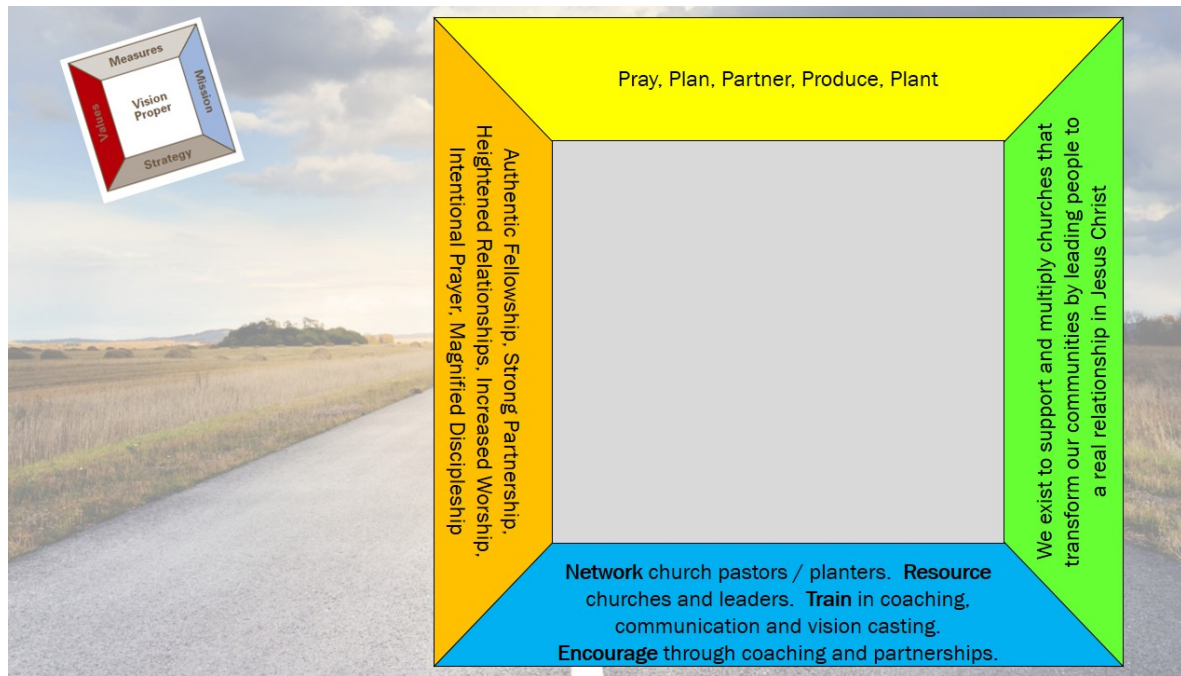 Measures
Mission
Vision
Proper
Values
Strategy
Pray, Plan, Partner, Produce, Plant
Authentic Fellowship, Strong Partnership,
Heightened Relationships, Increased Worship,
Intentional Prayer, Magnified Discipleship
We exist to support and multiply churches that
transform our communities by leading people to
a real relationship in Jesus Christ
Network church pastors / planters.  Resource
churches and leaders.  Train in coaching,
communication and vision casting.
Encourage through coaching and partnerships.